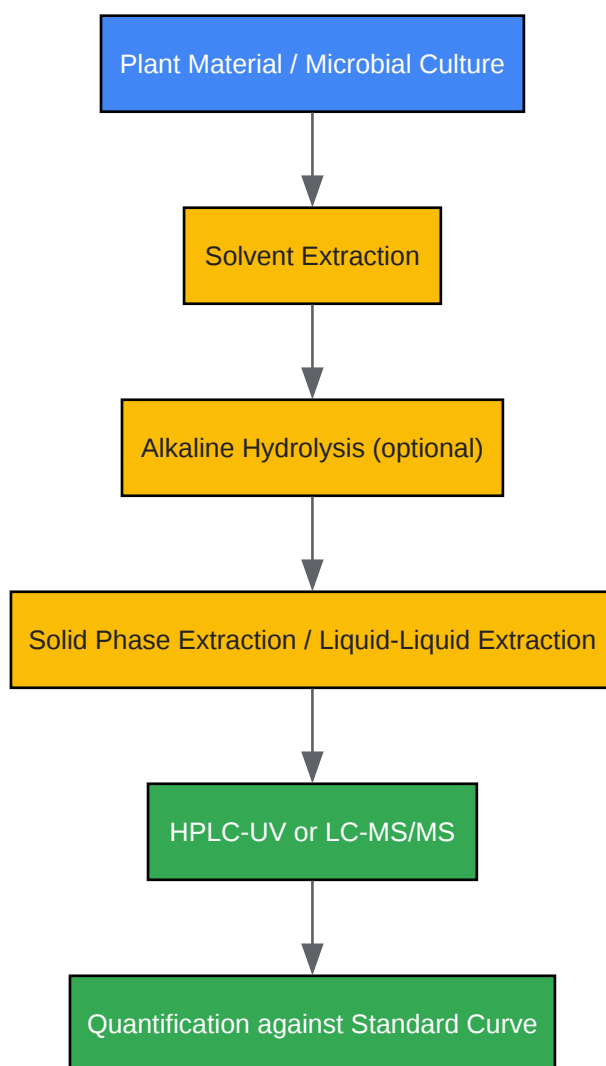 Plant Material / Microbial Culture
Solvent Extraction
Alkaline Hydrolysis (optional)
Solid Phase Extraction / Liquid-Liquid Extraction
HPLC-UV or LC-MS/MS
Quantification against Standard Curve